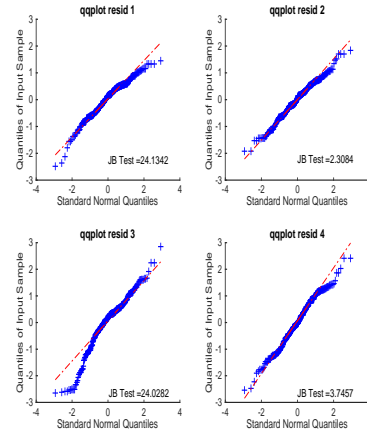 qqplot resid 1
Quantiles of Input Sample
3
2
1
0
-1
-2
-3
JB Test =24.1342
-4 -2 0 2 4
Standard Normal Quantiles
qqplot resid 2
Quantiles of Input Sample
3
2
1
0
-1
-2
-3
JB Test =2.3084
-4 -2 0 2
Standard Normal Quantiles
qqplot resid 3
Quantiles of Input Sample
3
2
1
0
-1
-2
-3
JB Test =24.0282
-4 -2 0 2 4
Standard Normal Quantiles
qqplot resid 4
Quantiles of Input Sample
3
2
1
0
-1
-2
-3
JB Test =3.7457
-4 -2 0 2
Standard Normal Quantiles